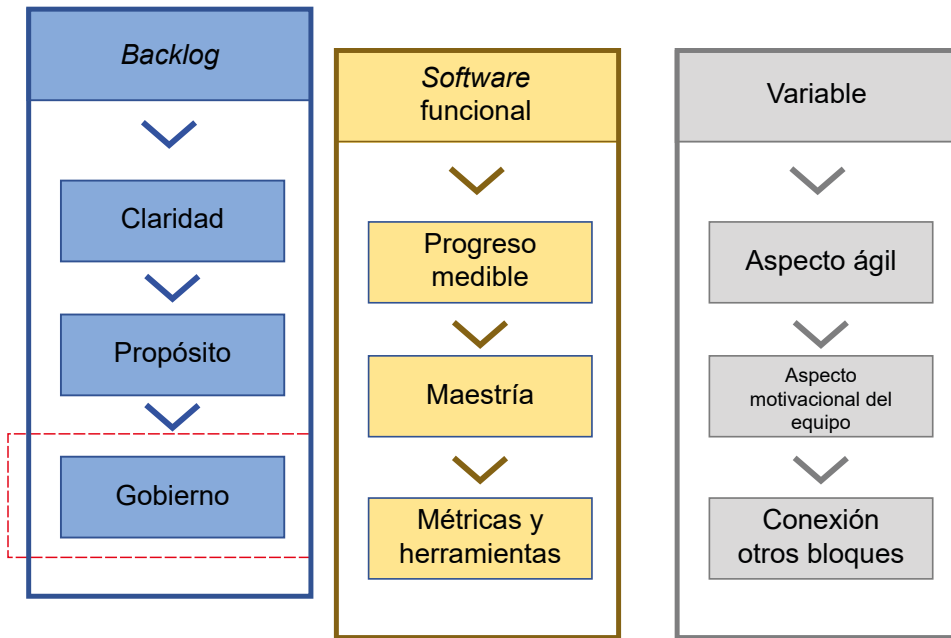 Backlog
Claridad
Propósito
Gobierno
Software
funcional
Progreso
medible
Maestría
Métricas y
herramientas
Variable
Aspecto ágil
Aspecto
motivacional del
equipo
Conexión
otros bloques